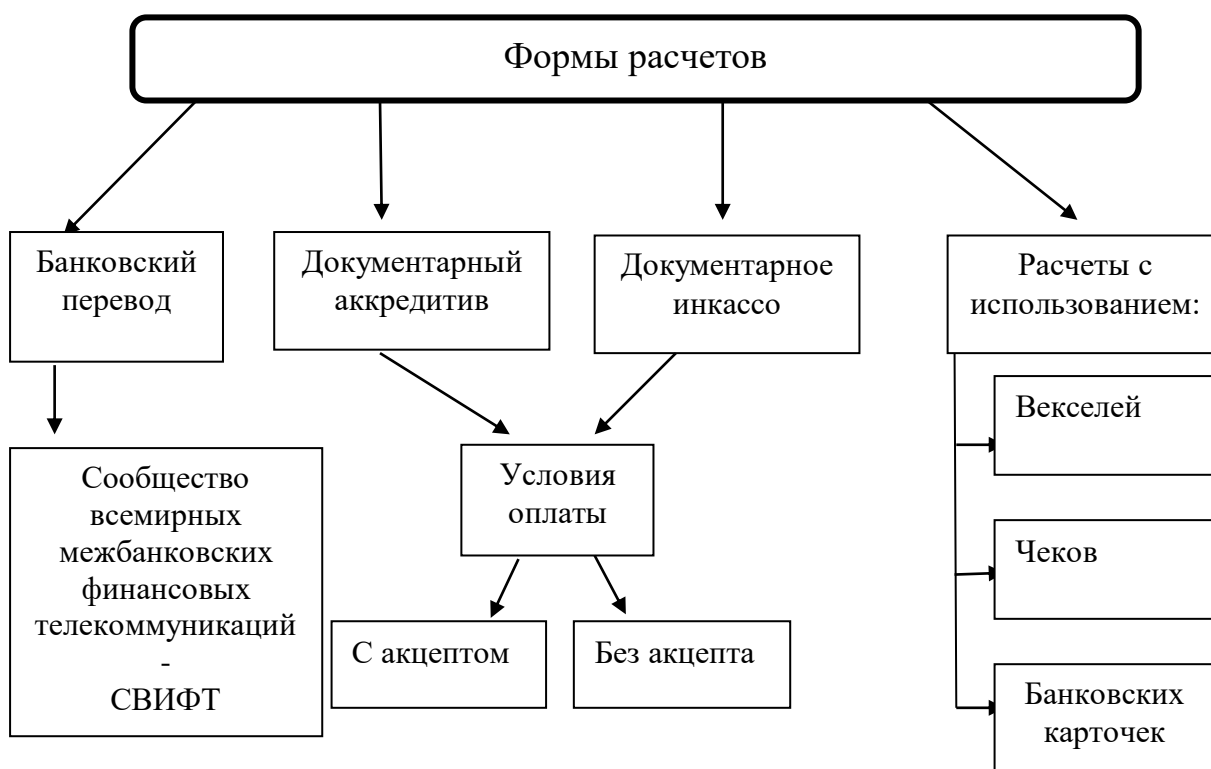 Формы расчетов
Банковский
перевод
Документарный
аккредитив
Документарное
инкассо
Расчеты с
использованием:
Сообщество
всемирных
межбанковских
финансовых
телекоммуникаций
-
СВИФТ
Условия
оплаты
С акцептом
Без акцепта
Векселей
Чеков
Банковских
карточек